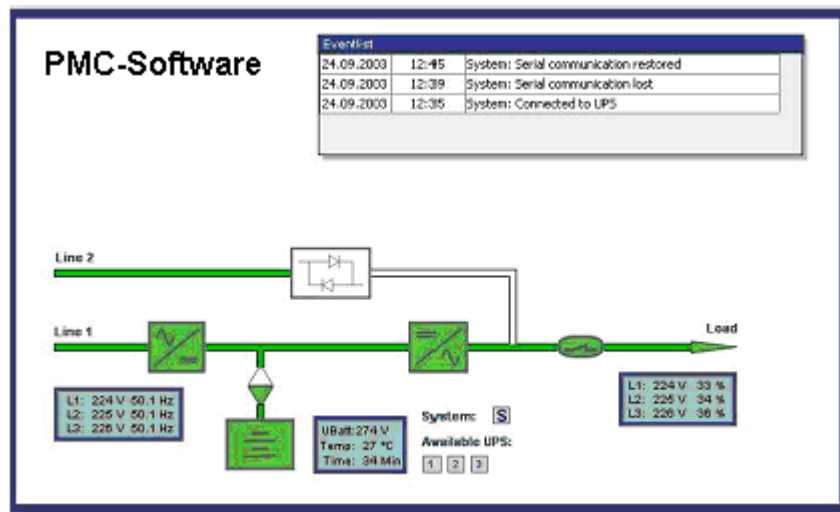 PMC-Software
Eventlist
24.09.2003 12:45 System: Serial communication restored
24.09.2003 12:39 System: Serial communication lost
24.09.2003 12:35 System: Connected to UPS
Line 2
Line 1
Load
L1: 224 V 50.1 Hz
L2: 225 V 50.1 Hz
L3: 226 V 50.1 Hz
UBatt: 274 V
Temp: 27 °C
Time: 34 Min
System: S
Available UPS:
1 2 3
L1: 224 V 33 %
L2: 225 V 34 %
L3: 226 V 36 %